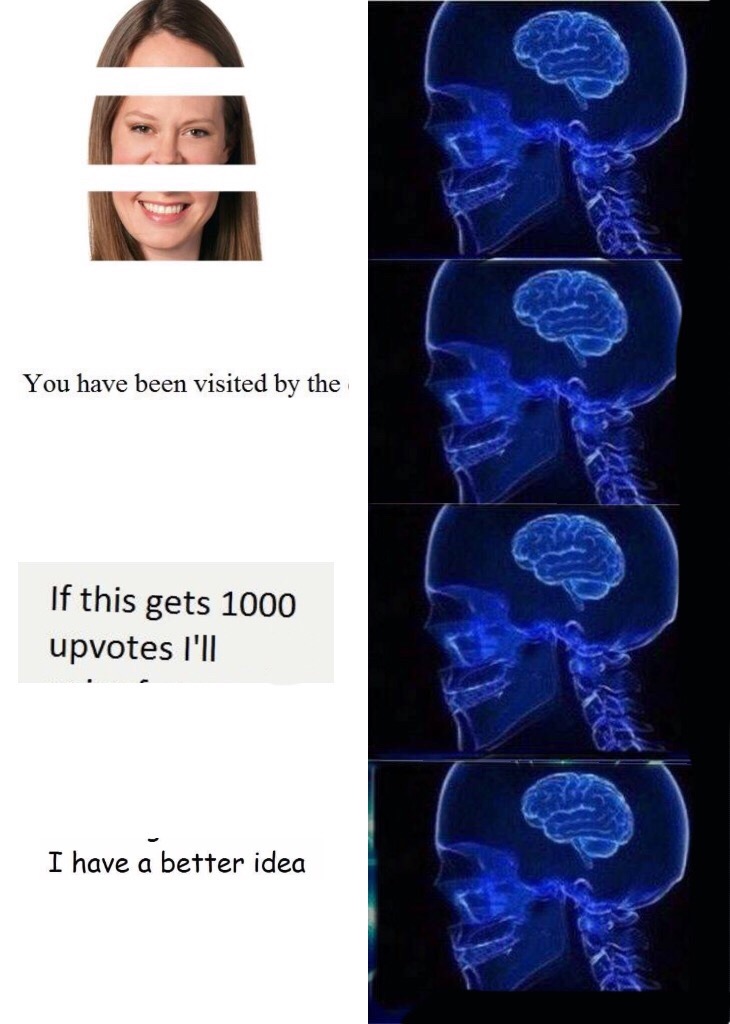 You have been visited by the
If this gets 1000
upvotes I'll
I have a better idea